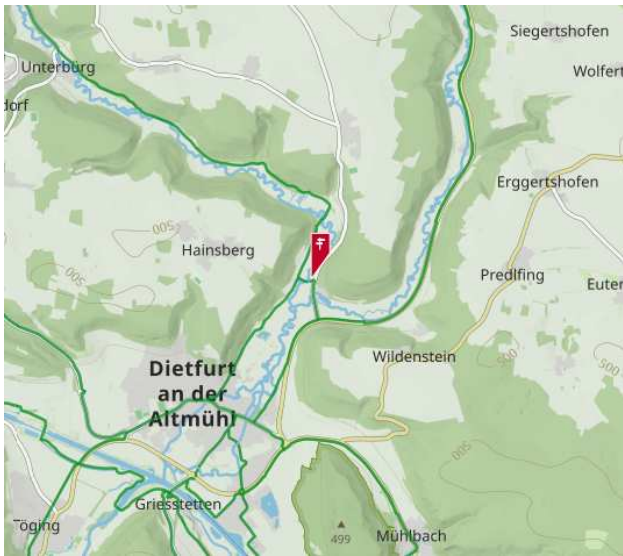 Siegertshofen
Unterbürg
Wolfert
dorf
Erggertshofen
500
Hainsberg
Predlfing
500
Euter
Wildenstein
500
500
Dietfurt
an der
Altmühl
500
Griesstetten
Töging
499
Mühlbach